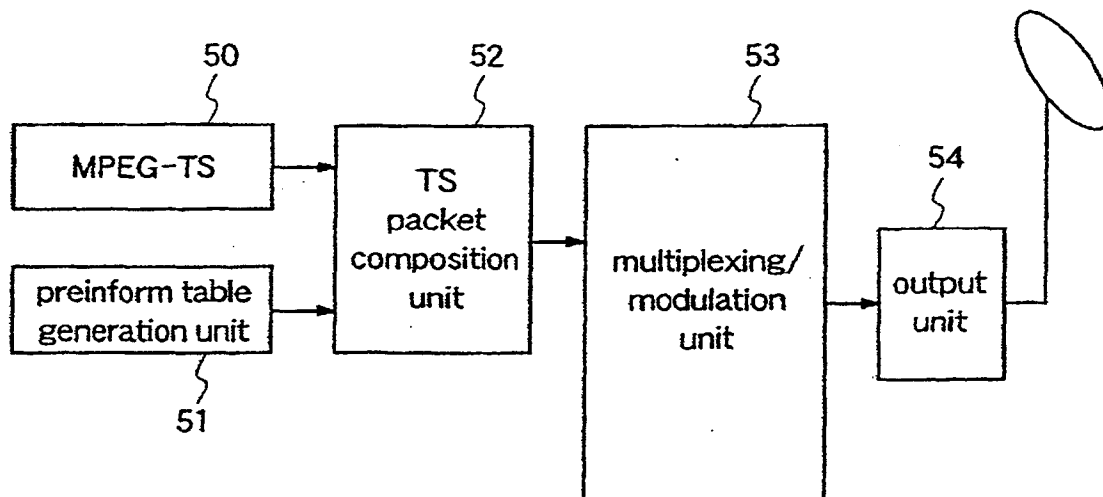 50
52
53
54
MPEG-TS
TS
packet
composition
unit
preinform table
generation unit
51
multiplexing/
modulation
unit
output
unit